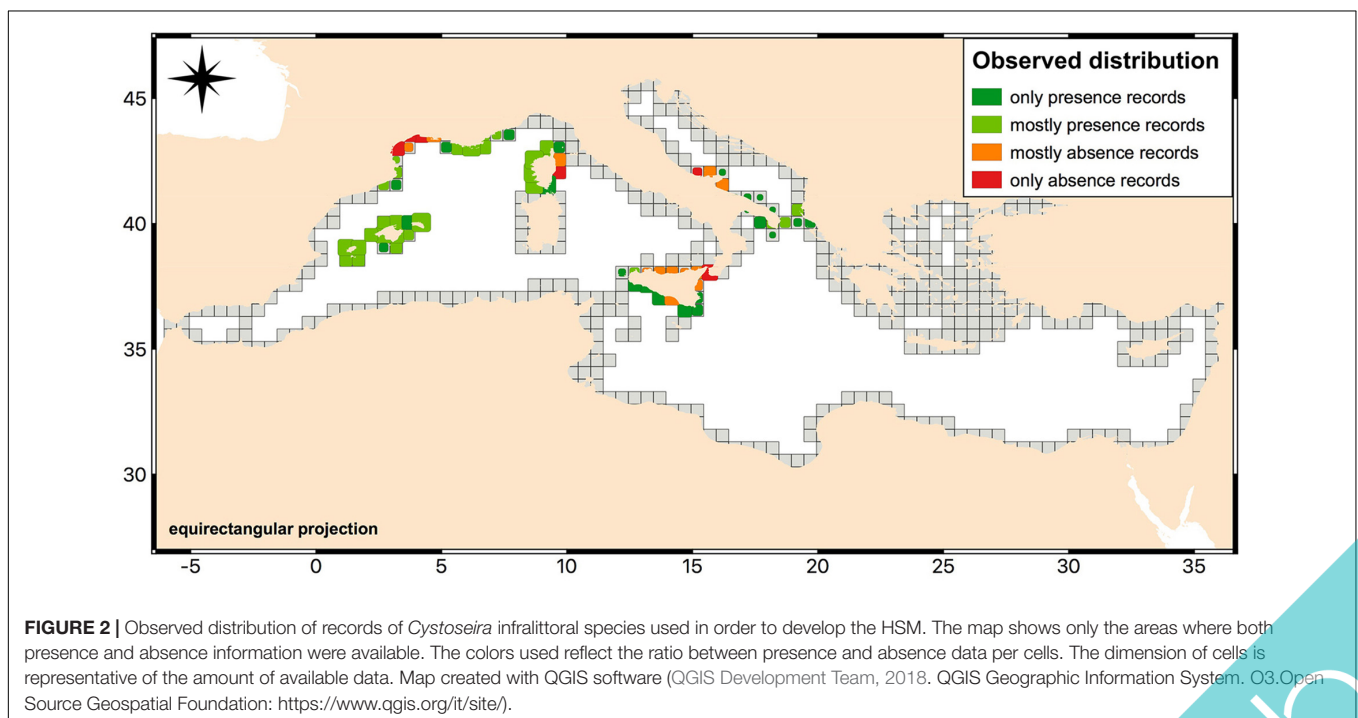 Observed distribution
only presence records
mostly presence records
mostly absence records
only absence records
45
40
35
30
equirectangular projection
-5 0 5 10 15 20 25 30 35
FIGURE 2 | Observed distribution of records of Cystoseira infralittoral species used in order to develop the HSM. The map shows only the areas where both
presence and absence information were available. The colors used reflect the ratio between presence and absence data per cells. The dimension of cells is
representative of the amount of available data. Map created with QGIS software (QGIS Development Team, 2018. QGIS Geographic Information System. O3.Open
Source Geospatial Foundation: https://www.qgis.org/it/site/).